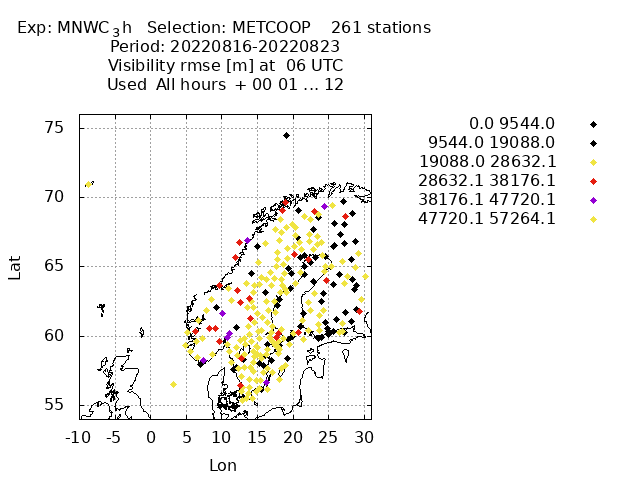 Exp: MNWC₃h   Selection: METCOOP    261 stations
Period: 20220816-20220823
Visibility rmse [m] at  06 UTC
Used  All hours  + 00 01 ... 12
0.0 9544.0
9544.0 19088.0
19088.0 28632.1
28632.1 38176.1
38176.1 47720.1
47720.1 57264.1
75
70
65
60
55
Lat
-10 -5 0 5 10 15 20 25 30
Lon